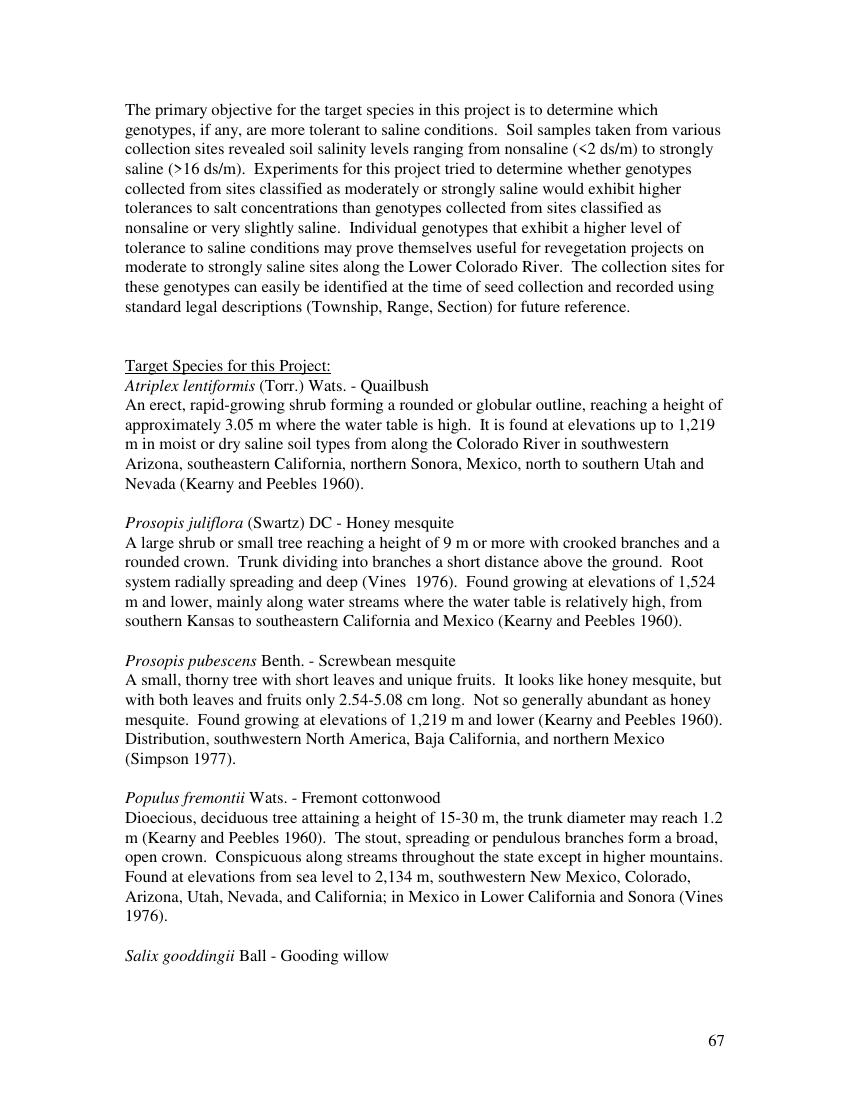 The primary objective for the target species in this project is to determine which
genotypes, if any, are more tolerant to saline conditions.  Soil samples taken from various
collection sites revealed soil salinity levels ranging from nonsaline (<2 ds/m) to strongly
saline (>16 ds/m).  Experiments for this project tried to determine whether genotypes
collected from sites classified as moderately or strongly saline would exhibit higher
tolerances to salt concentrations than genotypes collected from sites classified as
nonsaline or very slightly saline.  Individual genotypes that exhibit a higher level of
tolerance to saline conditions may prove themselves useful for revegetation projects on
moderate to strongly saline sites along the Lower Colorado River.  The collection sites for
these genotypes can easily be identified at the time of seed collection and recorded using
standard legal descriptions (Township, Range, Section) for future reference.
Target Species for this Project:
Atriplex lentiformis (Torr.) Wats. - Quailbush
An erect, rapid-growing shrub forming a rounded or globular outline, reaching a height of
approximately 3.05 m where the water table is high.  It is found at elevations up to 1,219
m in moist or dry saline soil types from along the Colorado River in southwestern
Arizona, southeastern California, northern Sonora, Mexico, north to southern Utah and
Nevada (Kearny and Peebles 1960).
Prosopis juliflora (Swartz) DC - Honey mesquite
A large shrub or small tree reaching a height of 9 m or more with crooked branches and a
rounded crown.  Trunk dividing into branches a short distance above the ground.  Root
system radially spreading and deep (Vines  1976).  Found growing at elevations of 1,524
m and lower, mainly along water streams where the water table is relatively high, from
southern Kansas to southeastern California and Mexico (Kearny and Peebles 1960).
Prosopis pubescens Benth. - Screwbean mesquite
A small, thorny tree with short leaves and unique fruits.  It looks like honey mesquite, but
with both leaves and fruits only 2.54-5.08 cm long.  Not so generally abundant as honey
mesquite.  Found growing at elevations of 1,219 m and lower (Kearny and Peebles 1960).
Distribution, southwestern North America, Baja California, and northern Mexico
(Simpson 1977).
Populus fremontii Wats. - Fremont cottonwood
Dioecious, deciduous tree attaining a height of 15-30 m, the trunk diameter may reach 1.2
m (Kearny and Peebles 1960).  The stout, spreading or pendulous branches form a broad,
open crown.  Conspicuous along streams throughout the state except in higher mountains.
Found at elevations from sea level to 2,134 m, southwestern New Mexico, Colorado,
Arizona, Utah, Nevada, and California; in Mexico in Lower California and Sonora (Vines
1976).
Salix gooddingii Ball - Gooding willow
67